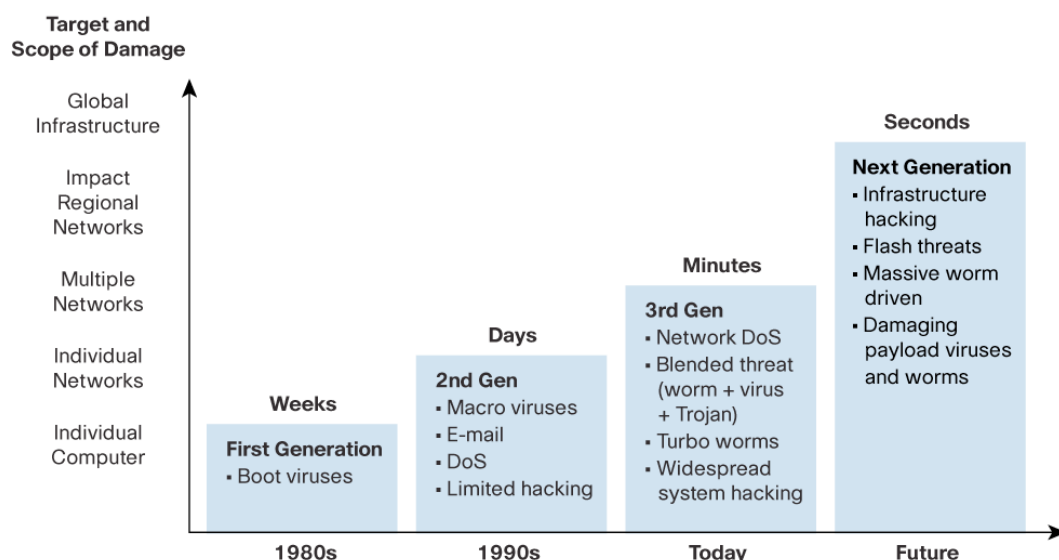 Target and
Scope of Damage
Global
Infrastructure
Impact
Regional
Networks
Multiple
Networks
Individual
Networks
Individual
Computer
Weeks
First Generation
▪ Boot viruses
1980s
Days
2nd Gen
▪ Macro viruses
▪ E-mail
▪ DoS
▪ Limited hacking
1990s
Minutes
3rd Gen
▪ Network DoS
▪ Blended threat
(worm + virus
+ Trojan)
▪ Turbo worms
▪ Widespread
system hacking
Today
Seconds
Next Generation
▪ Infrastructure
hacking
▪ Flash threats
▪ Massive worm
driven
▪ Damaging
payload viruses
and worms
Future